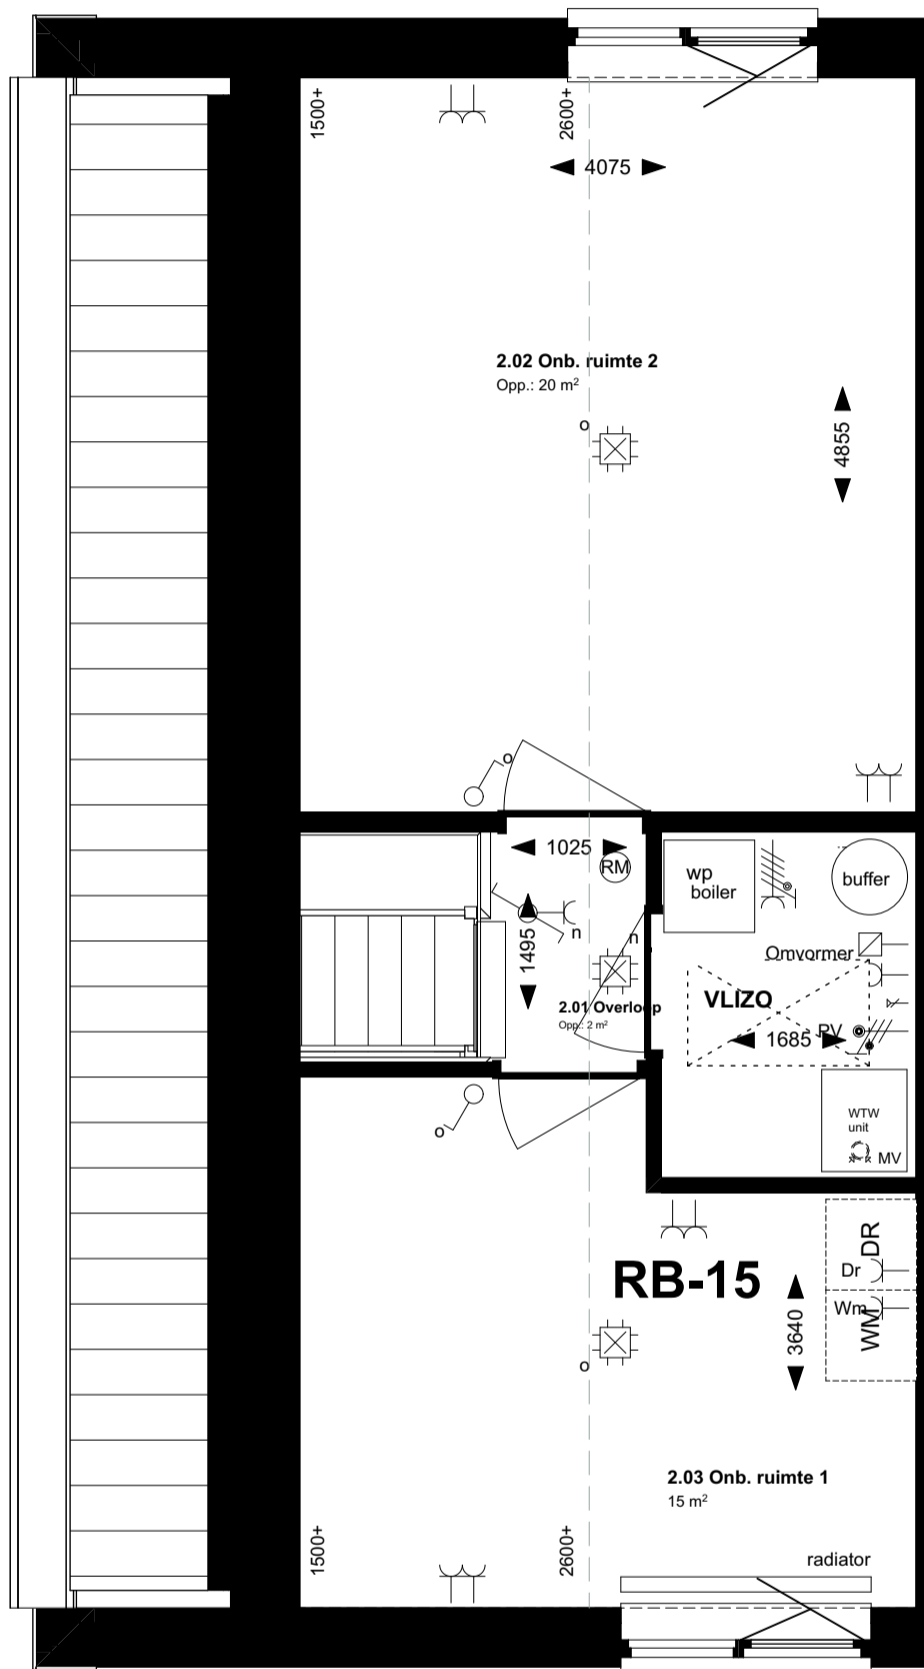 1500+
2600+
4075
2.02 Onb. ruimte 2
Opp.: 20 m²
o
4855
o
1025
RM
wp
boiler
buffer
n
n
1495
Omvormer
VLIZO
2.01 Overloop
Opp.: 2 m²
PV
1685
WTW
unit
MV
o
DR
RB-15
Dr
Wm
WM
3640
o
2.03 Onb. ruimte 1
15 m²
1500+
2600+
radiator